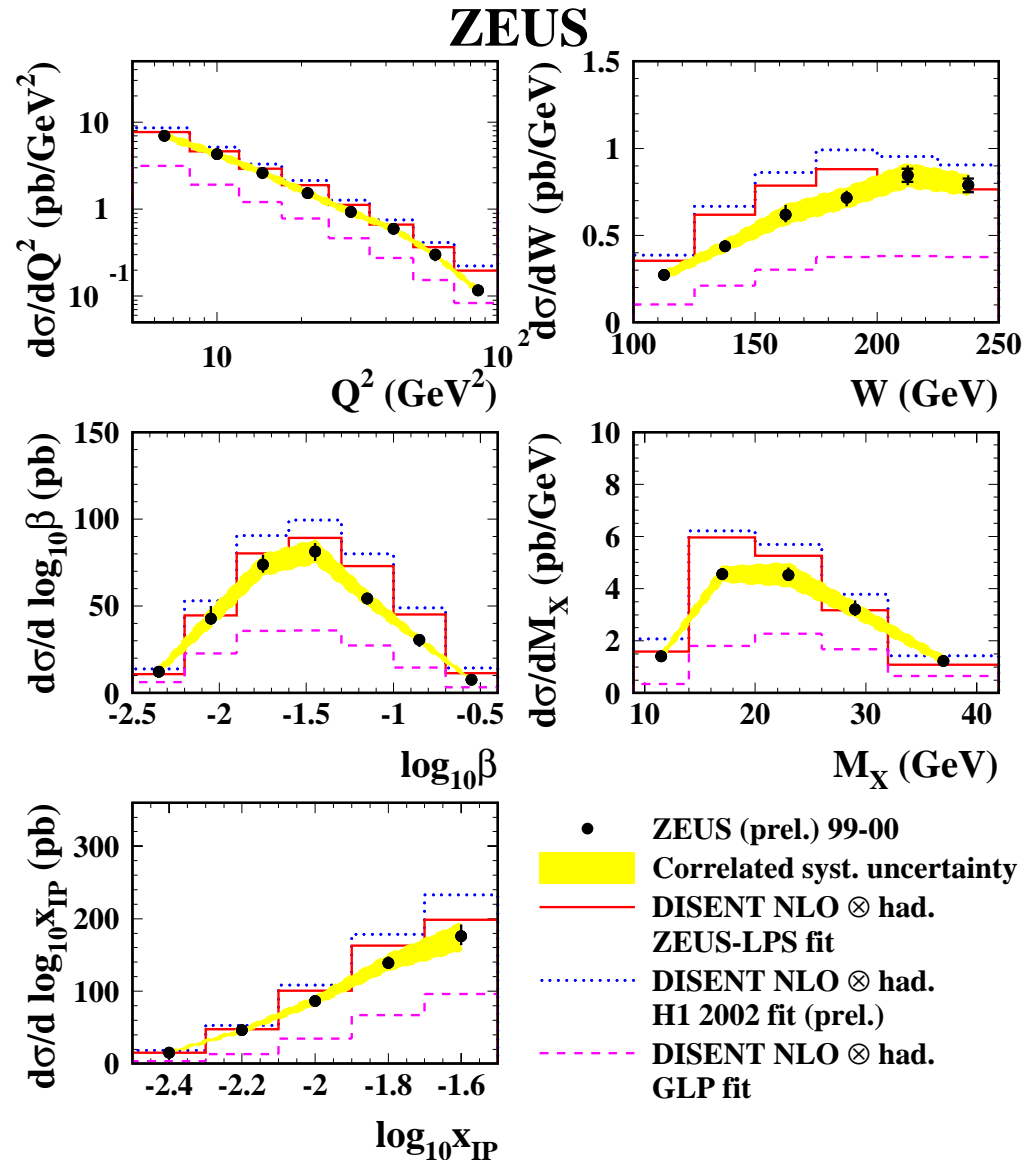 ZEUS
dσ/dQ² (pb/GeV²)
10
1
10⁻¹
10
10²
Q² (GeV²)
dσ/dW (pb/GeV)
1.5
1
0.5
0
100
150
200
250
W (GeV)
dσ/d log₁₀β (pb)
150
100
50
0
-2.5
-2
-1.5
-1
-0.5
log₁₀β
dσ/dM_X (pb/GeV)
10
8
6
4
2
0
10
20
30
40
M_X (GeV)
dσ/d log₁₀x_IP (pb)
300
200
100
0
-2.4
-2.2
-2
-1.8
-1.6
log₁₀x_IP
ZEUS (prel.) 99-00
Correlated syst. uncertainty
DISENT NLO ⊗ had.
ZEUS-LPS fit
DISENT NLO ⊗ had.
H1 2002 fit (prel.)
DISENT NLO ⊗ had.
GLP fit